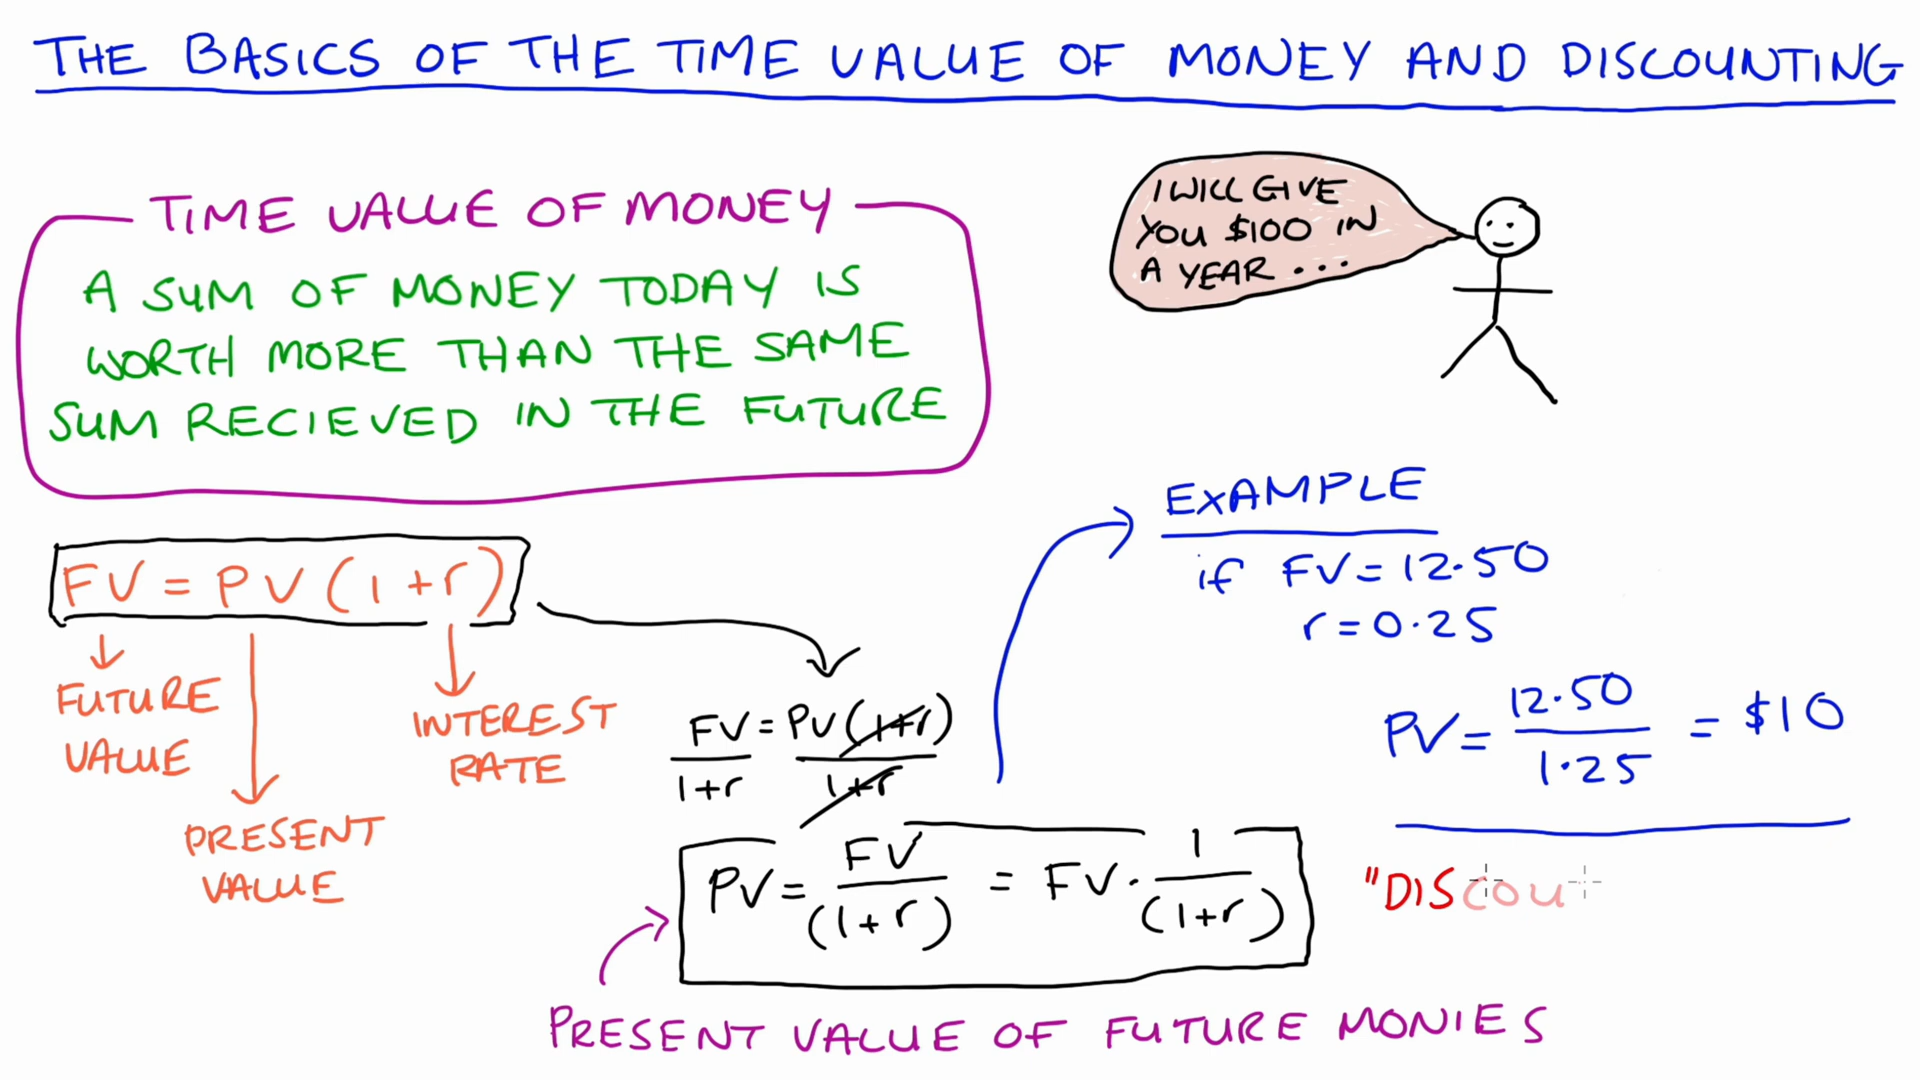 THE BASICS OF THE TIME VALUE OF MONEY AND DISCOUNTING
TIME VALUE OF MONEY
A SUM OF MONEY TODAY IS
WORTH MORE THAN THE SAME
SUM RECIEVED IN THE FUTURE
I WILL GIVE
YOU $100 IN
A YEAR ...
FV = PV (1+r)
FUTURE
VALUE
PRESENT
VALUE
INTEREST
RATE
FV = PV(1+r)
1+r 1+r
PV = FV/(1+r) = FV · 1/(1+r)
PRESENT VALUE OF FUTURE MONIES
EXAMPLE
if FV = 12.50
r = 0.25
PV = 12.50/1.25 = $10
"DISCOU